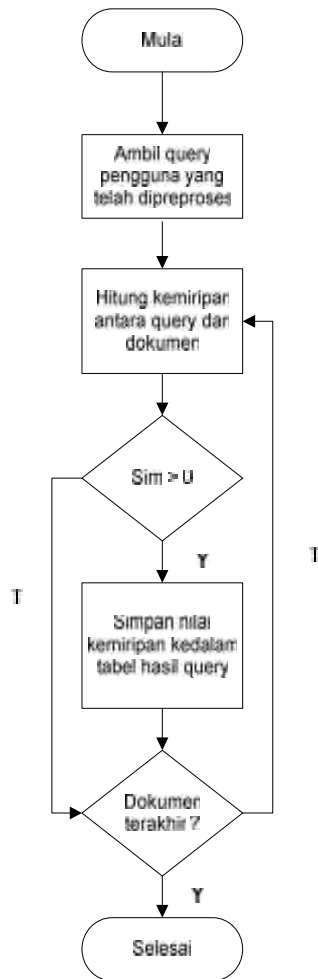 Mulai
Ambil query
pengguna yang
telah dipreproses
Hitung kemiripan
antara query dan
dokumen
Sim > 0
Y
T
T
Simpan nilai
kemiripan kedalam
tabel hasil query
Dokumen
terakhir ?
Y
Selesai